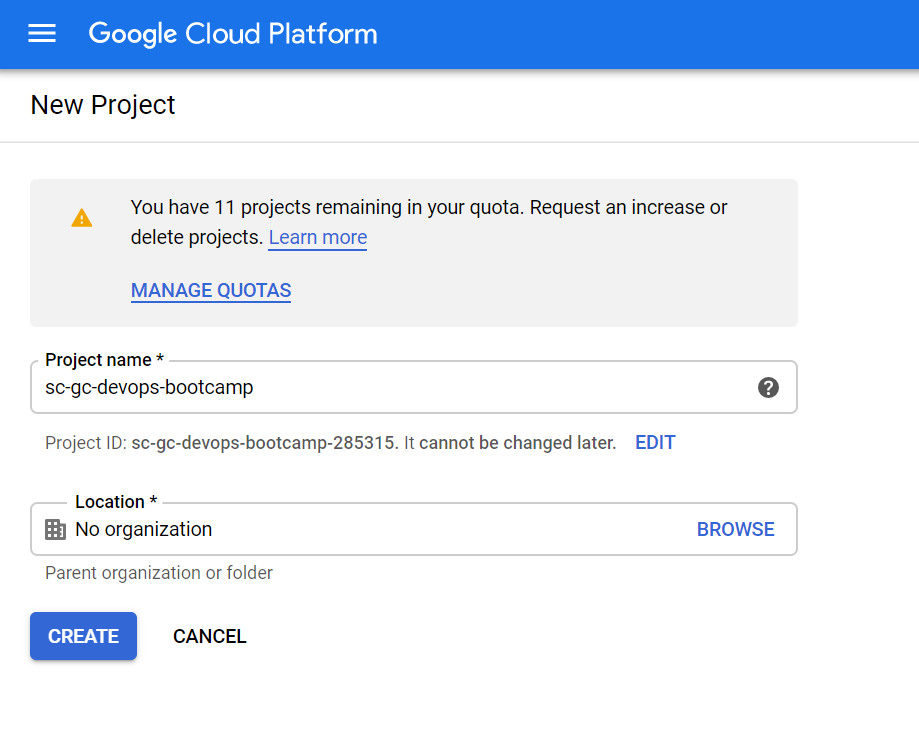 Google Cloud Platform
New Project
You have 11 projects remaining in your quota. Request an increase or
delete projects. Learn more
MANAGE QUOTAS
Project name *
sc-gc-devops-bootcamp
Project ID: sc-gc-devops-bootcamp-285315. It cannot be changed later. EDIT
Location *
No organization BROWSE
Parent organization or folder
CREATE CANCEL